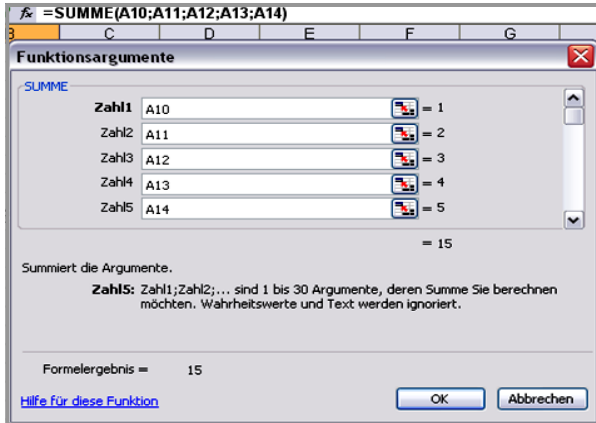 fx =SUMME(A10;A11;A12;A13;A14)
B C D E F G
Funktionsargumente
SUMME
Zahl1 A10 = 1
Zahl2 A11 = 2
Zahl3 A12 = 3
Zahl4 A13 = 4
Zahl5 A14 = 5
= 15
Summiert die Argumente.
Zahl5: Zahl1;Zahl2;... sind 1 bis 30 Argumente, deren Summe Sie berechnen
möchten. Wahrheitswerte und Text werden ignoriert.
Formelergebnis = 15
Hilfe für diese Funktion OK Abbrechen